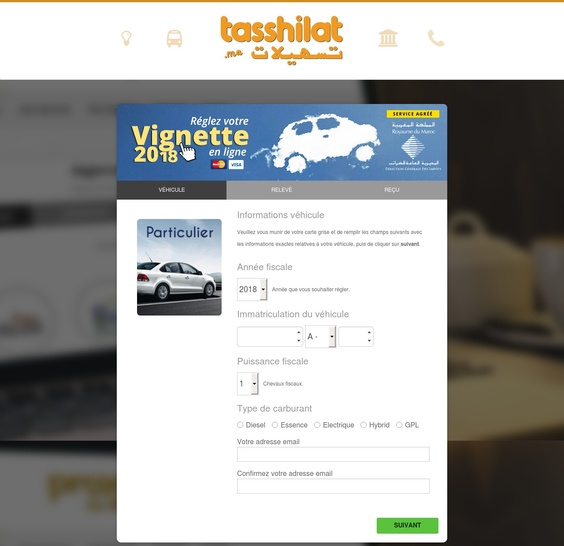 tasshilat
.ma تسهيلات
Réglez votre
Vignette
2018 en ligne
VISA
SERVICE AGRÉÉ
المملكة المغربية
Royaume du Maroc
المديرية العامة للضرائب
Direction Générale Des Impôts
VÉHICULE
RELEVÉ
REÇU
Particulier
Informations véhicule
Veuillez vous munir de votre carte grise et de remplir les champs suivants avec
les informations exactes relatives à votre véhicule, puis de cliquer sur suivant.
Année fiscale
2018 Année que vous souhaiter régler.
Immatriculation du véhicule
A -
Puissance fiscale
1 Chevaux fiscaux.
Type de carburant
Diesel Essence Electrique Hybrid GPL
Votre adresse email
Confirmez votre adresse email
SUIVANT